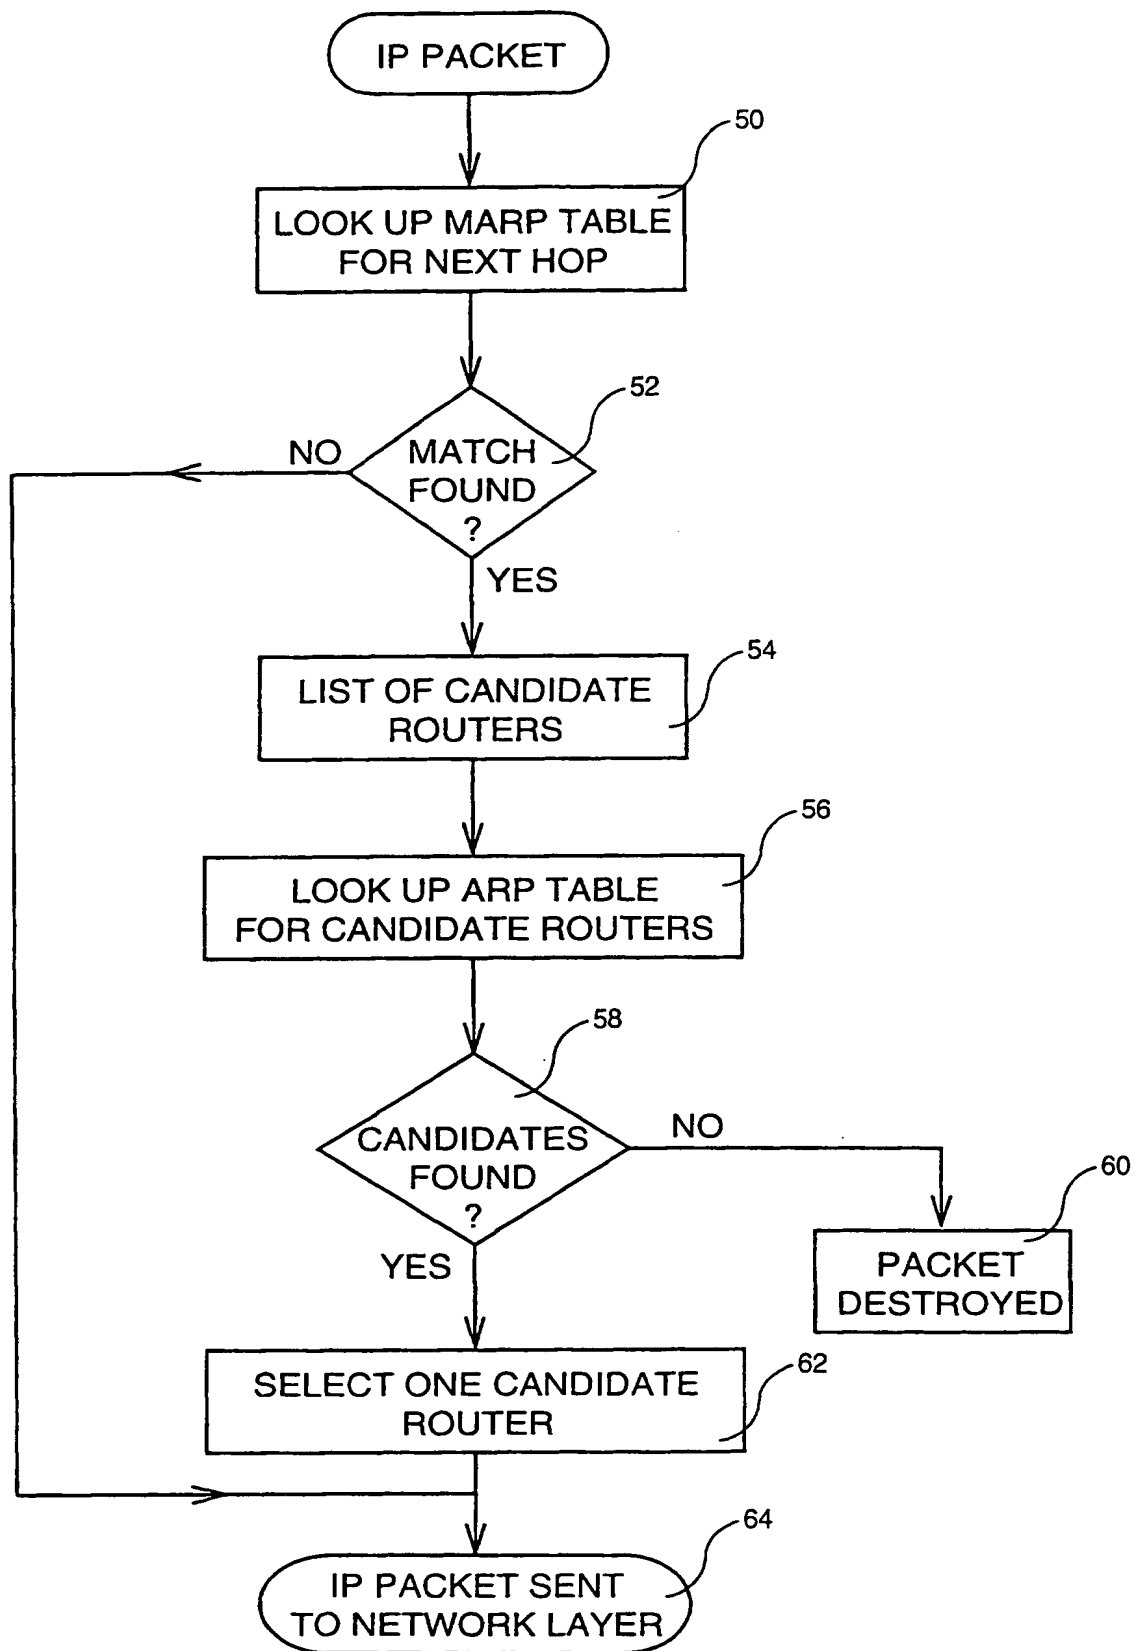 IP PACKET
50
LOOK UP MARP TABLE
FOR NEXT HOP
52
NO
MATCH
FOUND
?
YES
54
LIST OF CANDIDATE
ROUTERS
56
LOOK UP ARP TABLE
FOR CANDIDATE ROUTERS
58
CANDIDATES
FOUND
?
NO
60
PACKET
DESTROYED
YES
62
SELECT ONE CANDIDATE
ROUTER
64
IP PACKET SENT
TO NETWORK LAYER